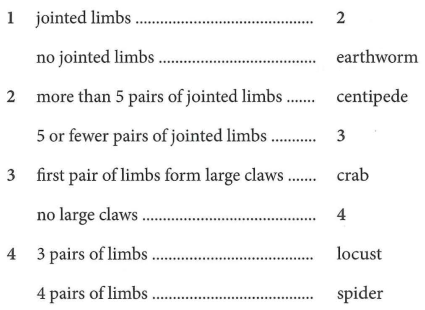 1 jointed limbs ............................................ 2
no jointed limbs ...................................... earthworm
2 more than 5 pairs of jointed limbs ....... centipede
5 or fewer pairs of jointed limbs ........... 3
3 first pair of limbs form large claws ....... crab
no large claws .......................................... 4
4 3 pairs of limbs ....................................... locust
4 pairs of limbs ....................................... spider